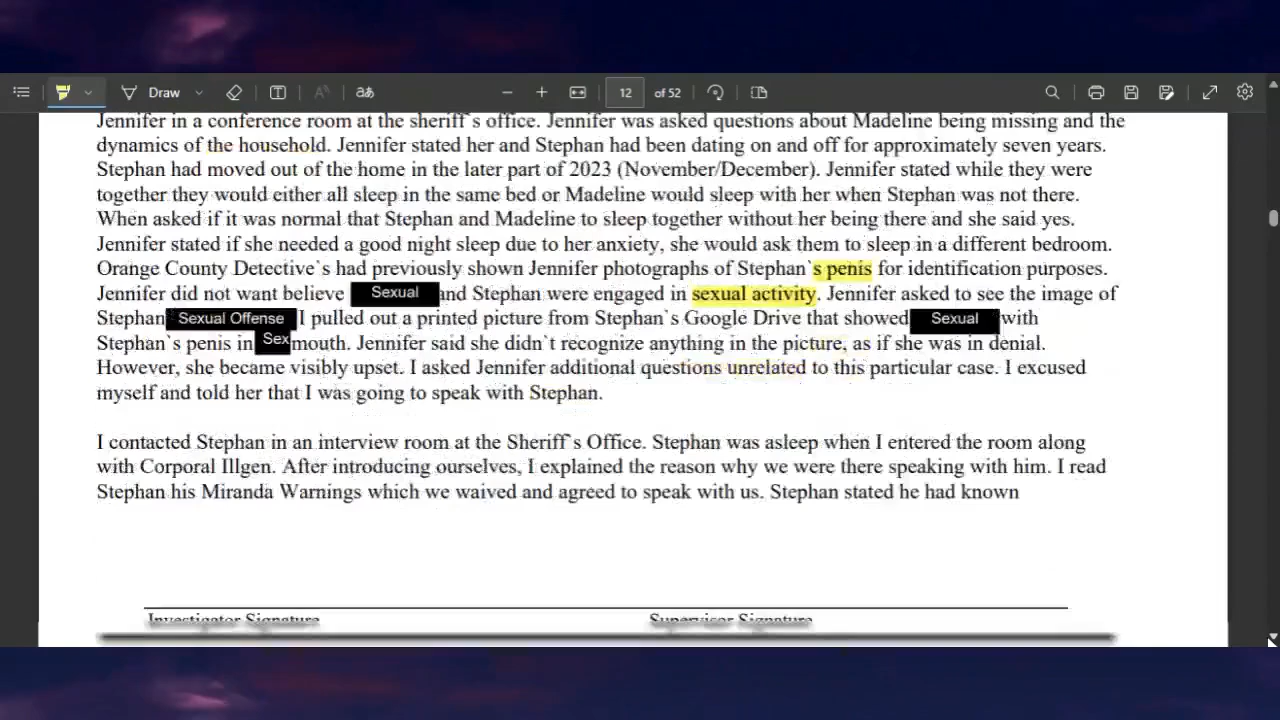 Draw
12 of 52
Jennifer in a conference room at the sheriff`s office. Jennifer was asked questions about Madeline being missing and the
dynamics of the household. Jennifer stated her and Stephan had been dating on and off for approximately seven years.
Stephan had moved out of the home in the later part of 2023 (November/December). Jennifer stated while they were
together they would either all sleep in the same bed or Madeline would sleep with her when Stephan was not there.
When asked if it was normal that Stephan and Madeline to sleep together without her being there and she said yes.
Jennifer stated if she needed a good night sleep due to her anxiety, she would ask them to sleep in a different bedroom.
Orange County Detective`s had previously shown Jennifer photographs of Stephan`s penis for identification purposes.
Jennifer did not want believe Sexual and Stephan were engaged in sexual activity. Jennifer asked to see the image of
Stephan Sexual Offense I pulled out a printed picture from Stephan`s Google Drive that showed Sexual with
Stephan`s penis in Sex mouth. Jennifer said she didn`t recognize anything in the picture, as if she was in denial.
However, she became visibly upset. I asked Jennifer additional questions unrelated to this particular case. I excused
myself and told her that I was going to speak with Stephan.
I contacted Stephan in an interview room at the Sheriff`s Office. Stephan was asleep when I entered the room along
with Corporal Illgen. After introducing ourselves, I explained the reason why we were there speaking with him. I read
Stephan his Miranda Warnings which we waived and agreed to speak with us. Stephan stated he had known
Investigator Signature Supervisor Signature